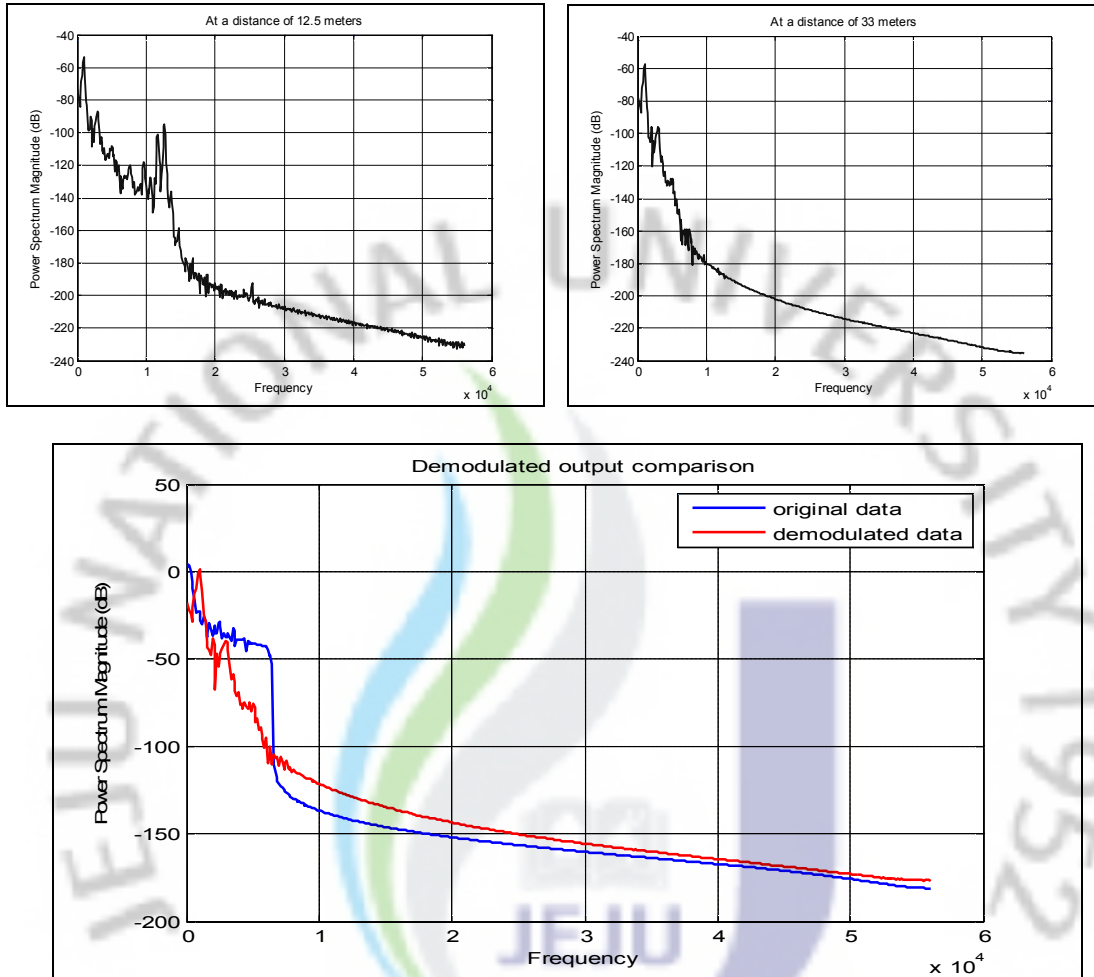 At a distance of 12.5 meters
-40
-60
-80
-100
-120
-140
-160
-180
-200
-220
-240
Power Spectrum Magnitude (dB)
0 1 2 3 4 5 6
Frequency
x 10^4
At a distance of 33 meters
-40
-60
-80
-100
-120
-140
-160
-180
-200
-220
-240
Power Spectrum Magnitude (dB)
0 1 2 3 4 5 6
Frequency
x 10^4
Demodulated output comparison
50
0
-50
-100
-150
-200
Power Spectrum Magnitude (dB)
original data
demodulated data
0 1 2 3 4 5 6
Frequency
x 10^4
JEJU NATIONAL UNIVERSITY 1952
JEJU